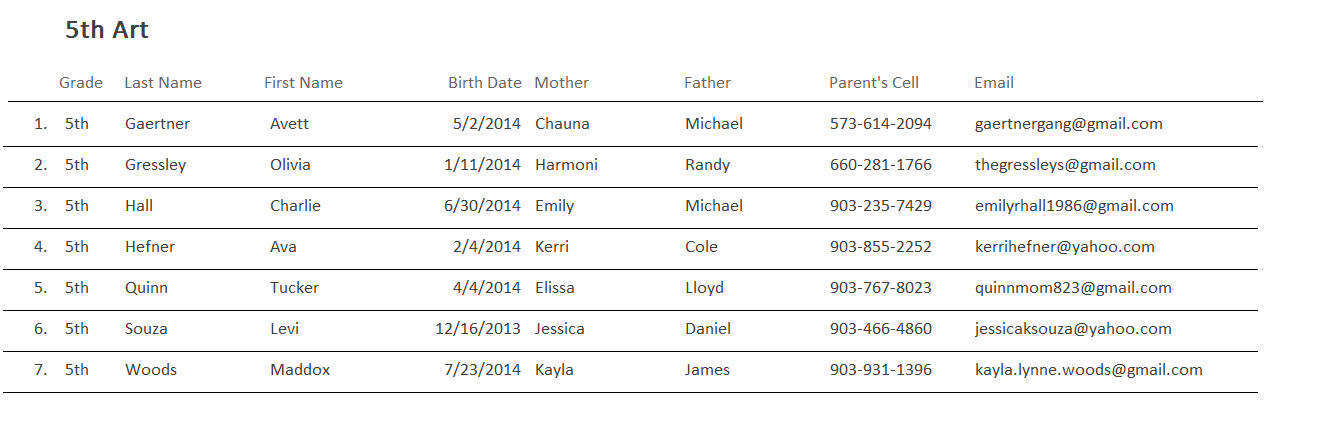 5th Art
Grade Last Name First Name Birth Date Mother Father Parent's Cell Email
1. 5th Gaertner Avett 5/2/2014 Chauna Michael 573-614-2094 gaertnergang@gmail.com
2. 5th Gressley Olivia 1/11/2014 Harmoni Randy 660-281-1766 thegressleys@gmail.com
3. 5th Hall Charlie 6/30/2014 Emily Michael 903-235-7429 emilyrhall1986@gmail.com
4. 5th Hefner Ava 2/4/2014 Kerri Cole 903-855-2252 kerrihefner@yahoo.com
5. 5th Quinn Tucker 4/4/2014 Elissa Lloyd 903-767-8023 quinnmom823@gmail.com
6. 5th Souza Levi 12/16/2013 Jessica Daniel 903-466-4860 jessicaksouza@yahoo.com
7. 5th Woods Maddox 7/23/2014 Kayla James 903-931-1396 kayla.lynne.woods@gmail.com